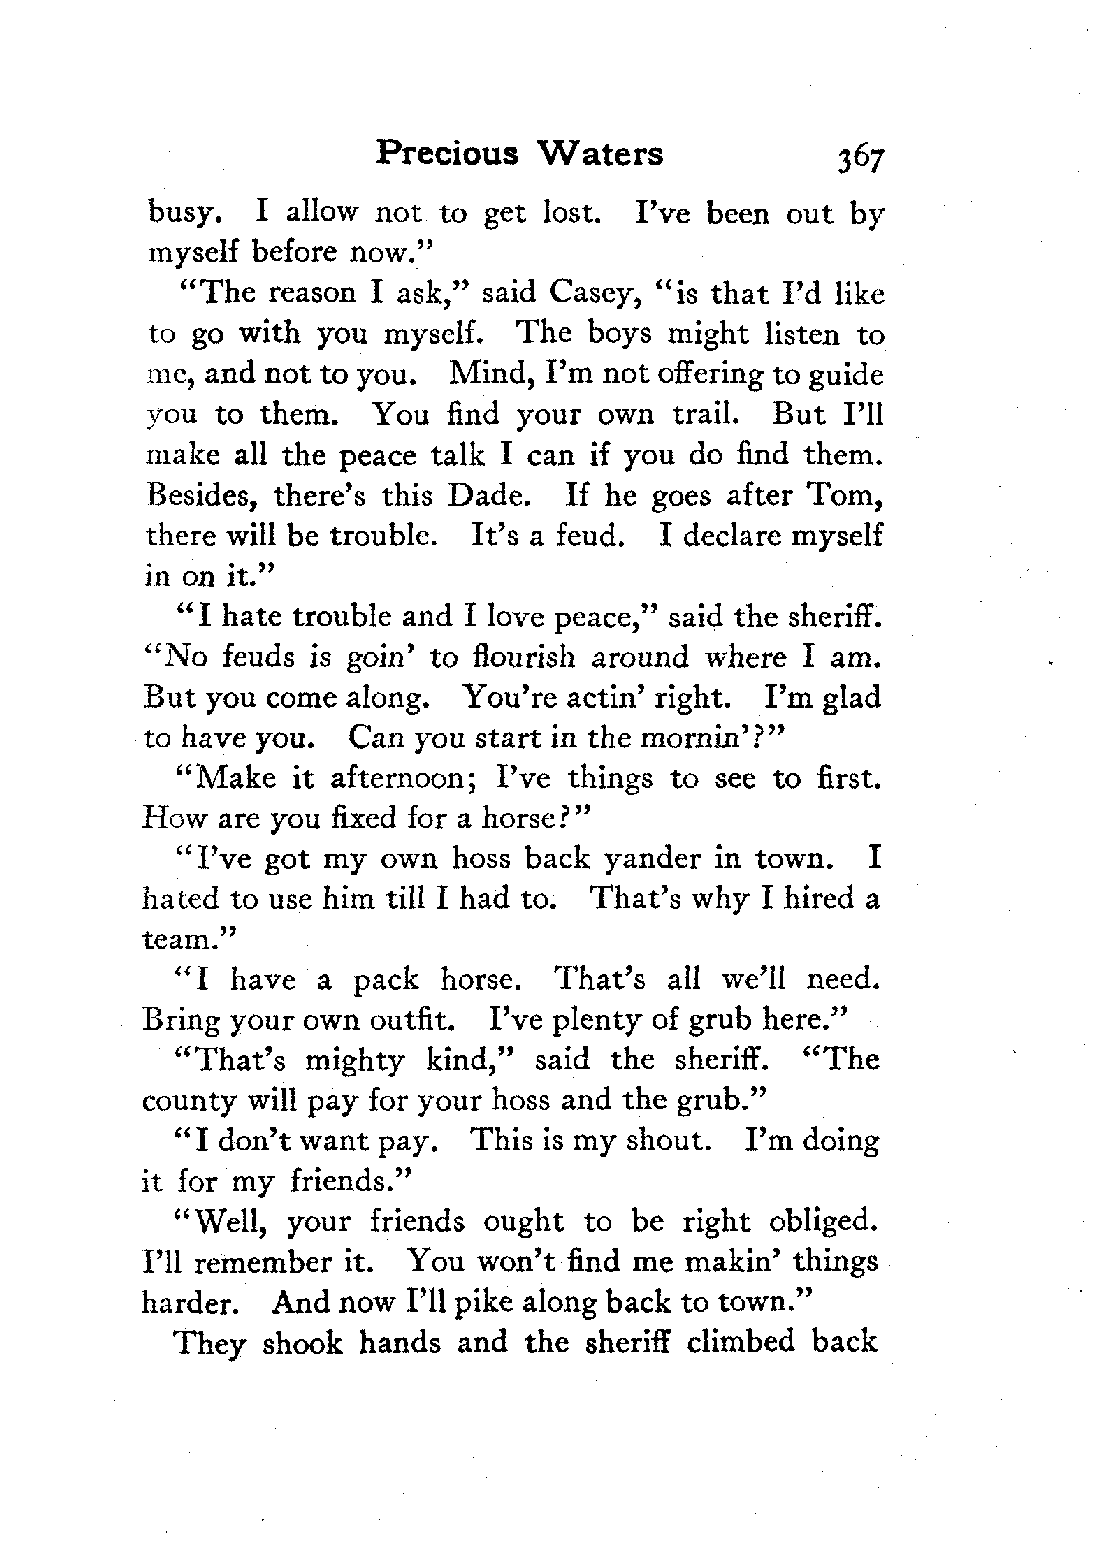 Precious Waters 367
busy. I allow not to get lost. I've been out by
myself before now."
"The reason I ask," said Casey, "is that I'd like
to go with you myself. The boys might listen to
me, and not to you. Mind, I'm not offering to guide
you to them. You find your own trail. But I'll
make all the peace talk I can if you do find them.
Besides, there's this Dade. If he goes after Tom,
there will be trouble. It's a feud. I declare myself
in on it."
"I hate trouble and I love peace," said the sheriff.
"No feuds is goin' to flourish around where I am.
But you come along. You're actin' right. I'm glad
to have you. Can you start in the mornin'?"
"Make it afternoon; I've things to see to first.
How are you fixed for a horse?"
"I've got my own hoss back yander in town. I
hated to use him till I had to. That's why I hired a
team."
"I have a pack horse. That's all we'll need.
Bring your own outfit. I've plenty of grub here."
"That's mighty kind," said the sheriff. "The
county will pay for your hoss and the grub."
"I don't want pay. This is my shout. I'm doing
it for my friends."
"Well, your friends ought to be right obliged.
I'll remember it. You won't find me makin' things
harder. And now I'll pike along back to town."
They shook hands and the sheriff climbed back